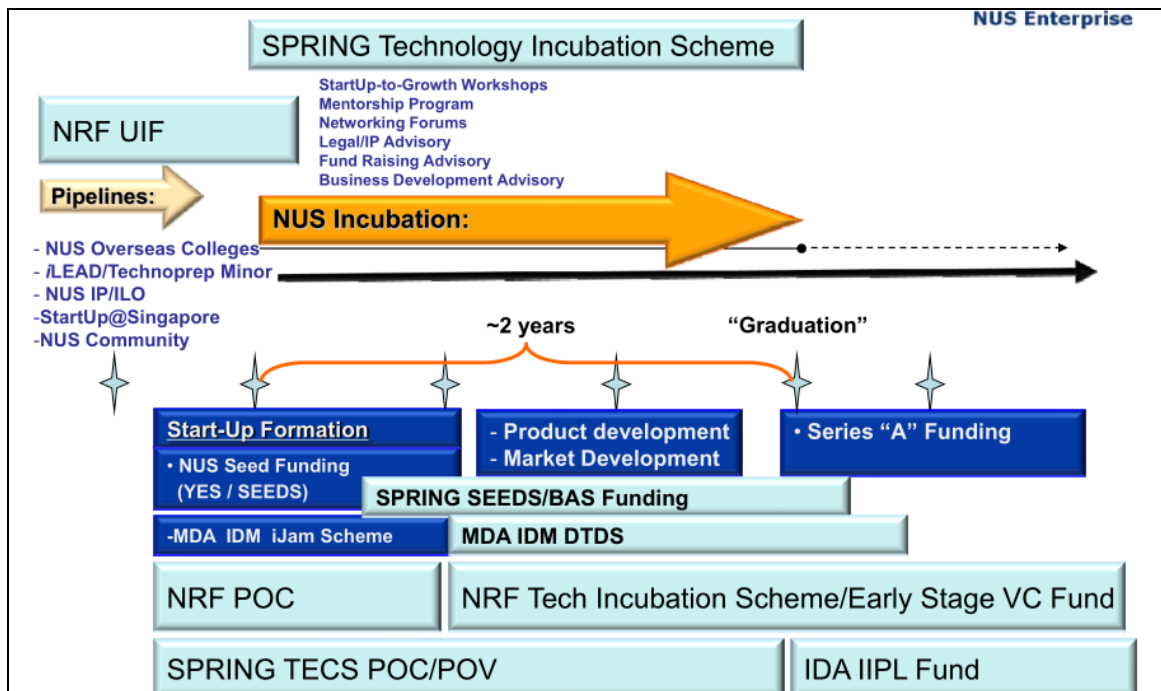 NUS Enterprise
SPRING Technology Incubation Scheme
StartUp-to-Growth Workshops
Mentorship Program
Networking Forums
Legal/IP Advisory
Fund Raising Advisory
Business Development Advisory
NRF UIF
Pipelines:
NUS Incubation:
- NUS Overseas Colleges
- iLEAD/Technoprep Minor
- NUS IP/ILO
-StartUp@Singapore
-NUS Community
~2 years
“Graduation”
Start-Up Formation
• NUS Seed Funding
(YES / SEEDS)
- Product development
- Market Development
• Series “A” Funding
SPRING SEEDS/BAS Funding
-MDA IDM iJam Scheme
MDA IDM DTDS
NRF POC
NRF Tech Incubation Scheme/Early Stage VC Fund
SPRING TECS POC/POV
IDA IIPL Fund